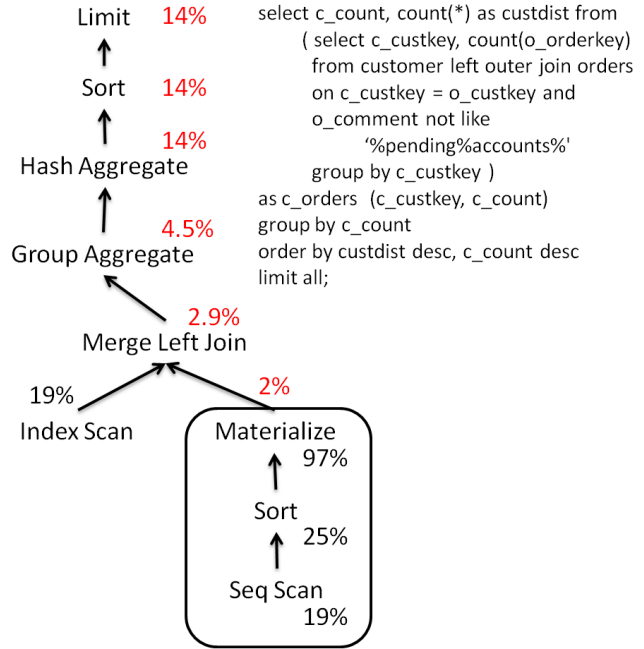 Limit 14%
Sort 14%
14%
Hash Aggregate
4.5%
Group Aggregate
2.9%
Merge Left Join
19%
2%
Index Scan
Materialize
97%
Sort
25%
Seq Scan
19%
select c_count, count(*) as custdist from
( select c_custkey, count(o_orderkey)
from customer left outer join orders
on c_custkey = o_custkey and
o_comment not like
‘%pending%accounts%'
group by c_custkey )
as c_orders (c_custkey, c_count)
group by c_count
order by custdist desc, c_count desc
limit all;